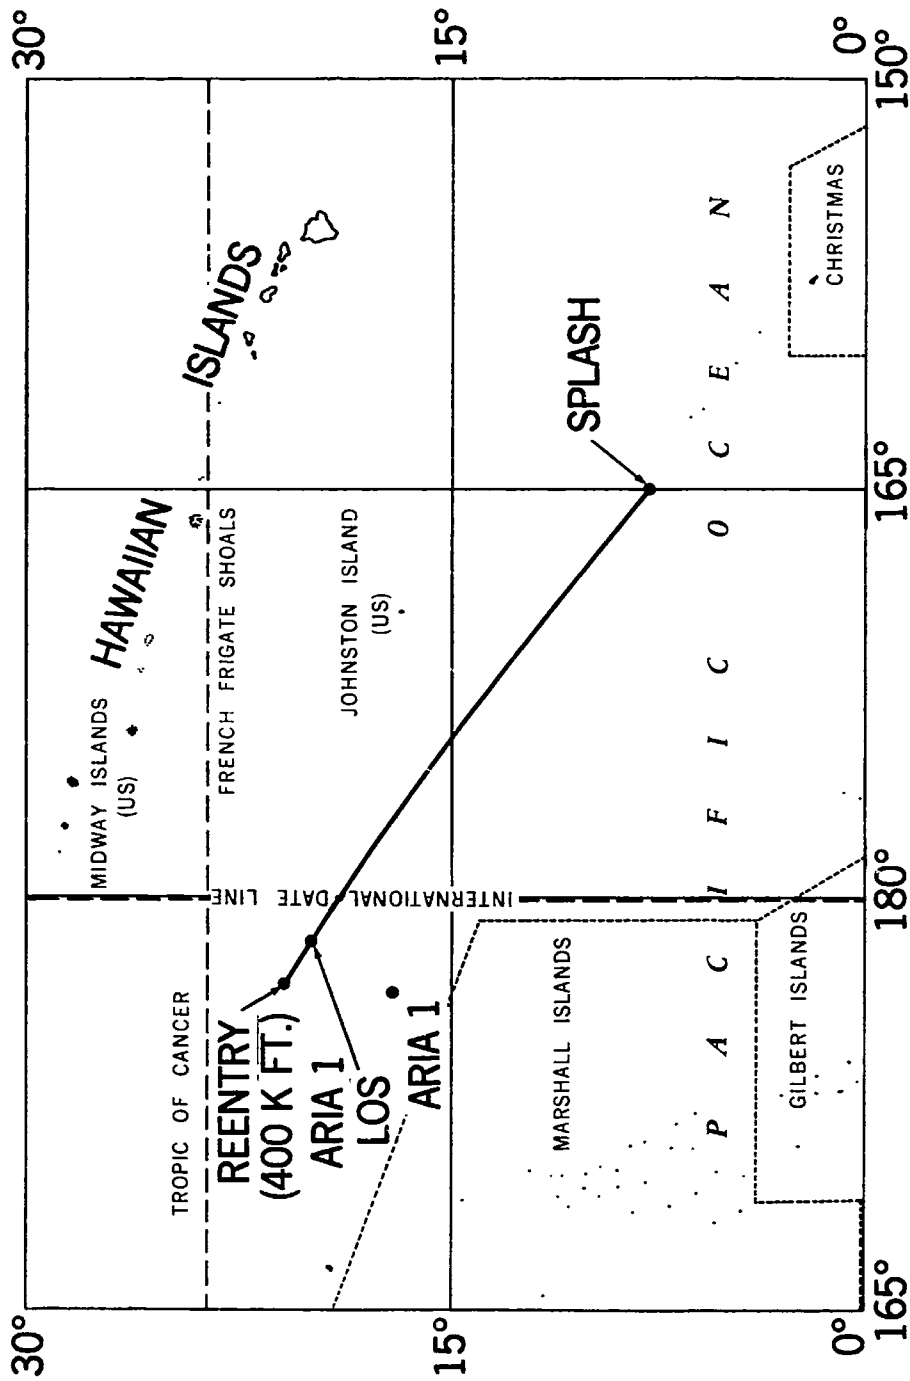 30°
15°
0°
150°
165°
180°
165°
30°
15°
0°
MIDWAY ISLANDS
(US)
HAWAIIAN
ISLANDS
TROPIC OF CANCER
FRENCH FRIGATE SHOALS
REENTRY
(400 K FT.)
ARIA 1
LOS
ARIA 1
INTERNATIONAL DATE LINE
JOHNSTON ISLAND
(US)
SPLASH
MARSHALL ISLANDS
PACIFIC OCEAN
GILBERT ISLANDS
CHRISTMAS